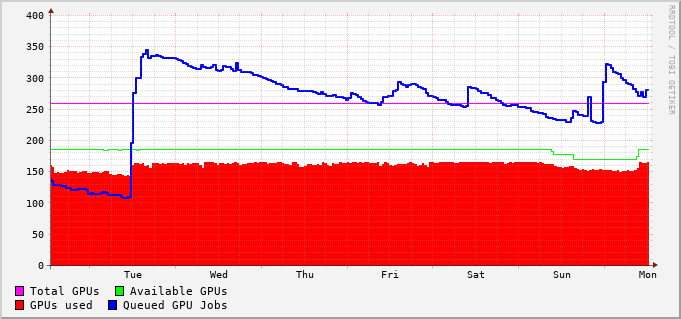 400
350
300
250
200
150
100
50
0
Tue Wed Thu Fri Sat Sun Mon
Total GPUs Available GPUs
GPUs used Queued GPU Jobs
RRDTOOL / TOBI OETIKER